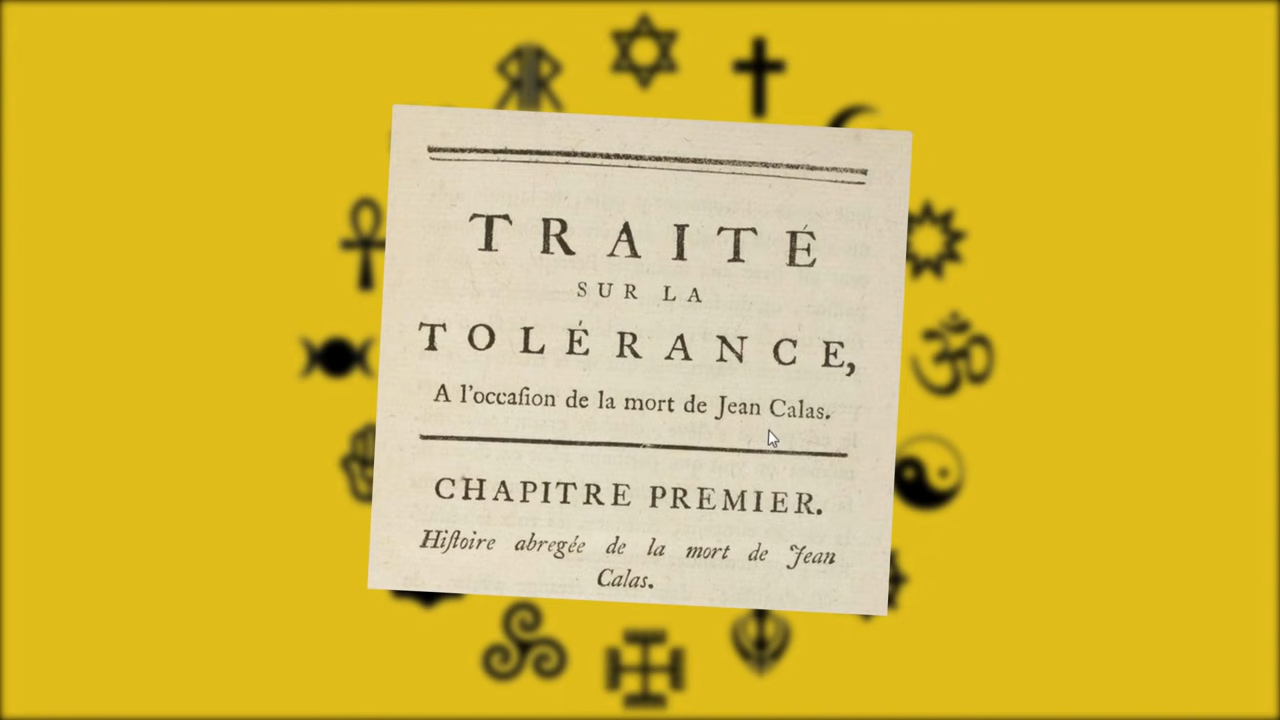 TRAITÉ
SUR LA
TOLÉRANCE,
A l'occaſion de la mort de Jean Calas.
CHAPITRE PREMIER.
Hiſtoire abregée de la mort de Jean
Calas.